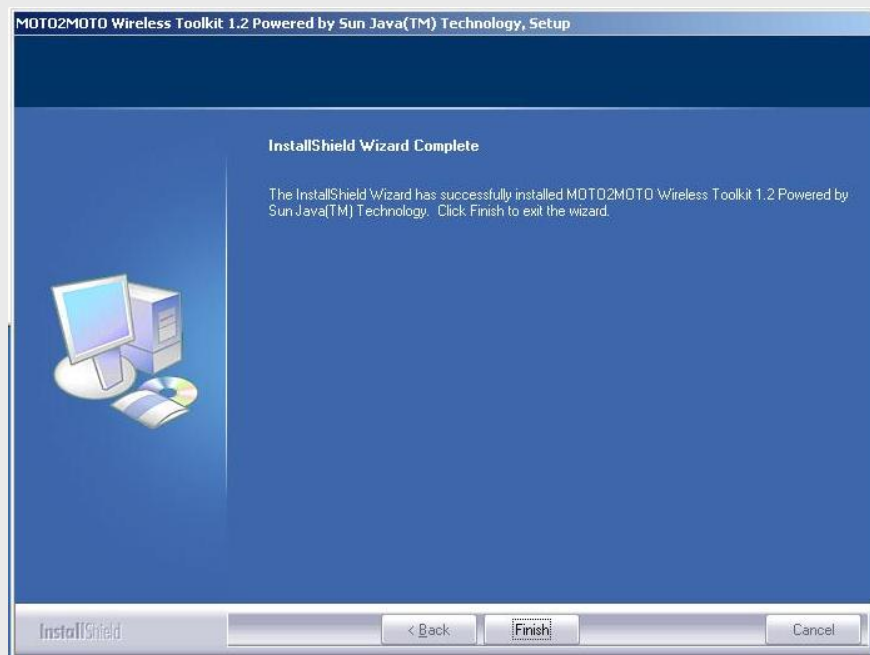 MOTO2MOTO Wireless Toolkit 1.2 Powered by Sun Java(TM) Technology, Setup
InstallShield Wizard Complete
The InstallShield Wizard has successfully installed MOTO2MOTO Wireless Toolkit 1.2 Powered by
Sun Java(TM) Technology. Click Finish to exit the wizard.
InstallShield
< Back
Finish
Cancel